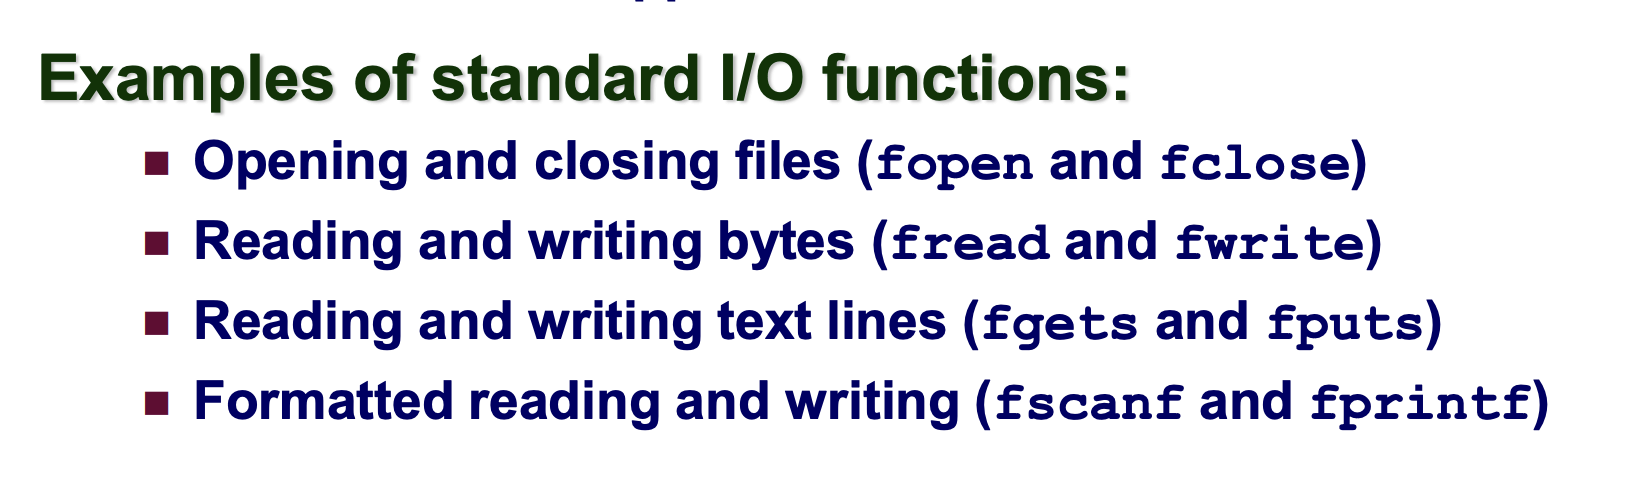 Examples of standard I/O functions:
Opening and closing files (fopen and fclose)
Reading and writing bytes (fread and fwrite)
Reading and writing text lines (fgets and fputs)
Formatted reading and writing (fscanf and fprintf)